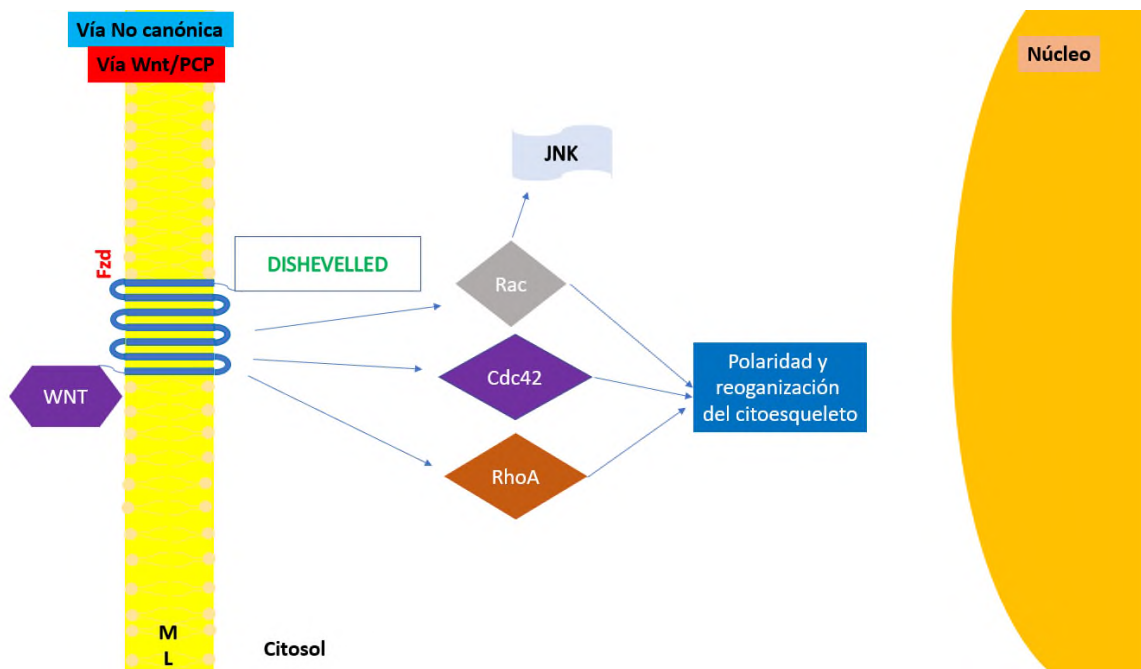 Vía No canónica
Vía Wnt/PCP
Núcleo
JNK
Fzd
DISHEVELLED
Rac
WNT
Cdc42
Polaridad y
reoganización
del citoesqueleto
RhoA
M
L
Citosol